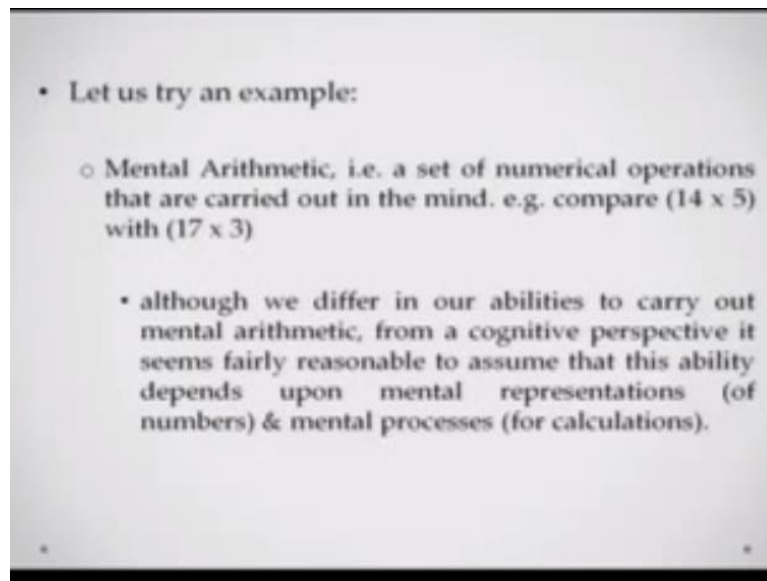 • Let us try an example:
o Mental Arithmetic, i.e. a set of numerical operations
that are carried out in the mind. e.g. compare (14 x 5)
with (17 x 3)
• although we differ in our abilities to carry out
mental arithmetic, from a cognitive perspective it
seems fairly reasonable to assume that this ability
depends upon mental representations (of
numbers) & mental processes (for calculations).